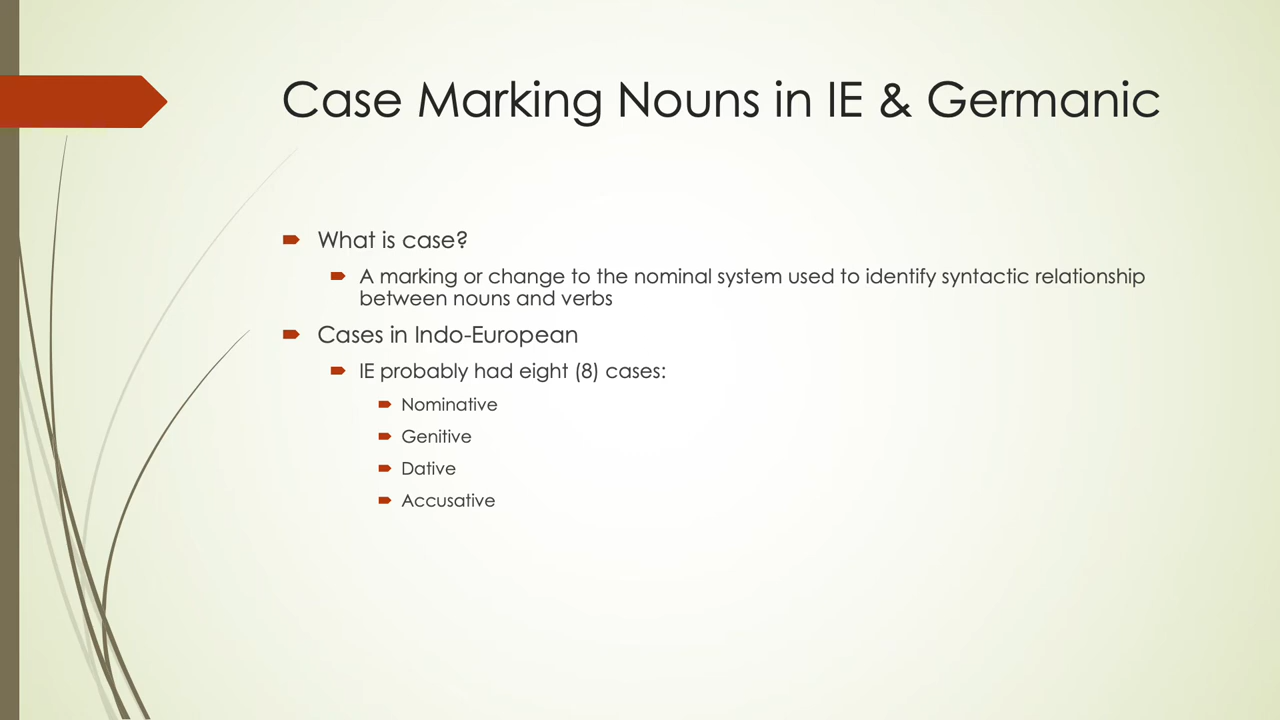 Case Marking Nouns in IE & Germanic
What is case?
A marking or change to the nominal system used to identify syntactic relationship
between nouns and verbs
Cases in Indo-European
IE probably had eight (8) cases:
Nominative
Genitive
Dative
Accusative